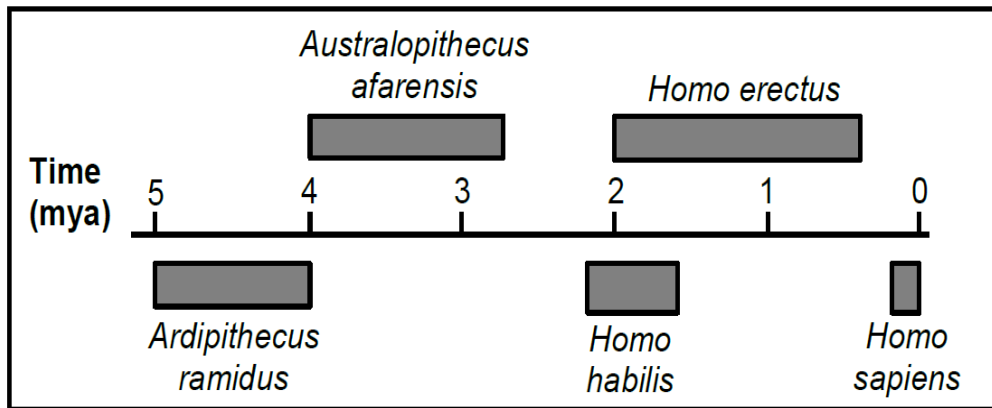 Australopithecus
afarensis
Homo erectus
Time
(mya)
5 4 3 2 1 0
Ardipithecus
ramidus
Homo
habilis
Homo
sapiens